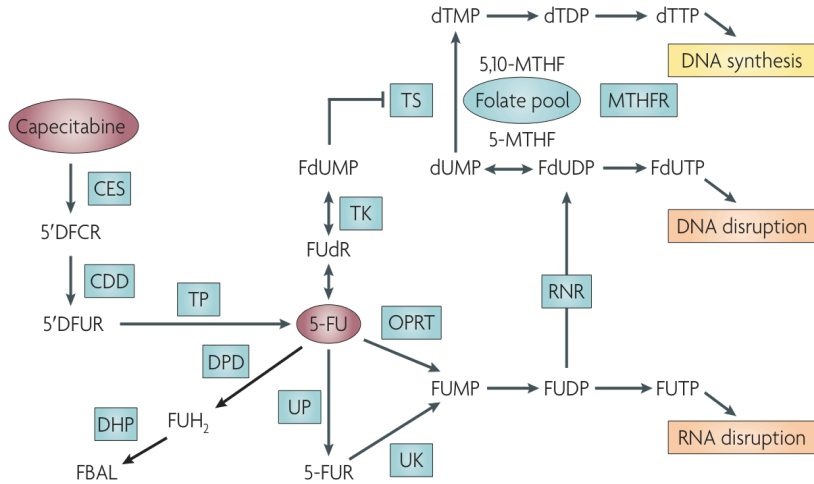 dTMP
dTDP
dTTP
DNA synthesis
5,10-MTHF
TS
Folate pool
MTHFR
5-MTHF
Capecitabine
FdUMP
dUMP
FdUDP
FdUTP
CES
TK
5′DFCR
FUdR
DNA disruption
CDD
TP
RNR
5′DFUR
5-FU
OPRT
DPD
FUMP
FUDP
FUTP
UP
DHP
FUH2
RNA disruption
UK
FBAL
5-FUR